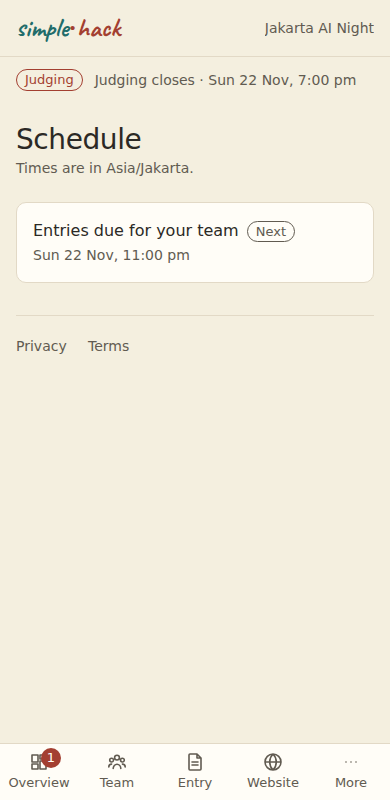 simple·hack
Jakarta AI Night
Judging
Judging closes · Sun 22 Nov, 7:00 pm
Schedule
Times are in Asia/Jakarta.
Entries due for your team
Next
Sun 22 Nov, 11:00 pm
Privacy
Terms
1
Overview
Team
Entry
Website
More